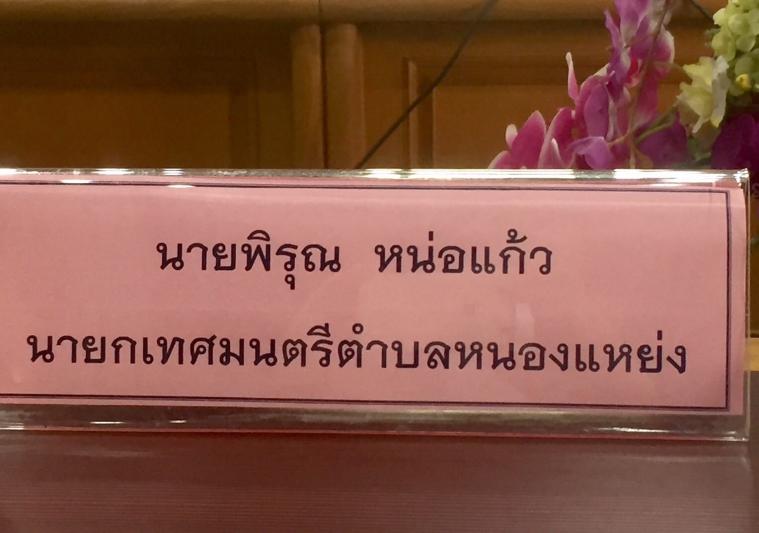 นายพิรุณ หน่อแก้ว
นายกเทศมนตรีตำบลหนองแหย่ง